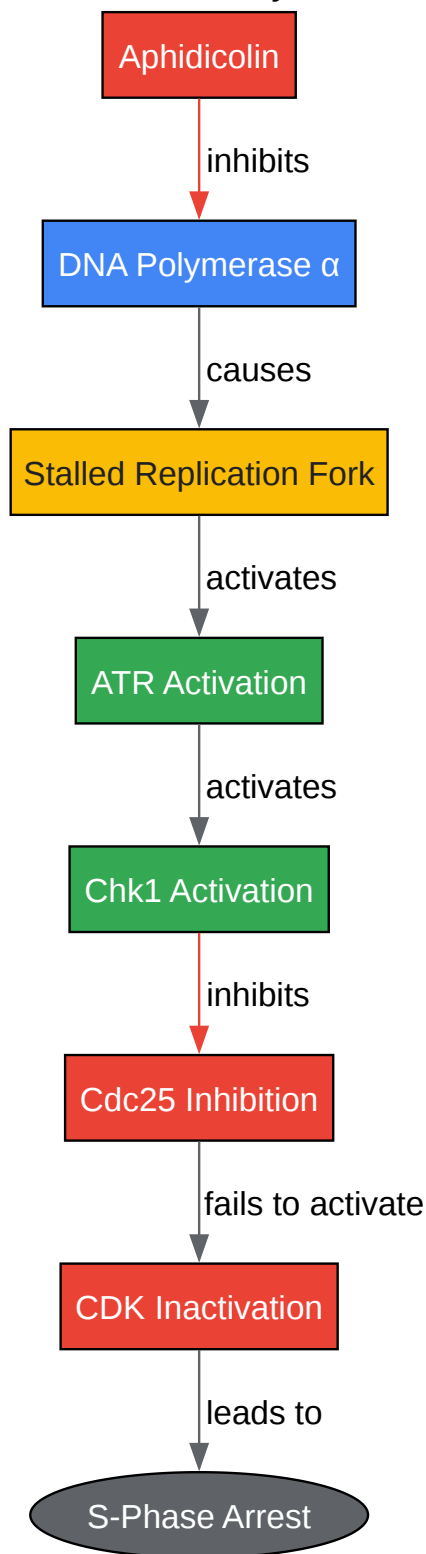 Aphidicolin
inhibits
DNA Polymerase α
causes
Stalled Replication Fork
activates
ATR Activation
activates
Chk1 Activation
inhibits
Cdc25 Inhibition
fails to activate
CDK Inactivation
leads to
S-Phase Arrest